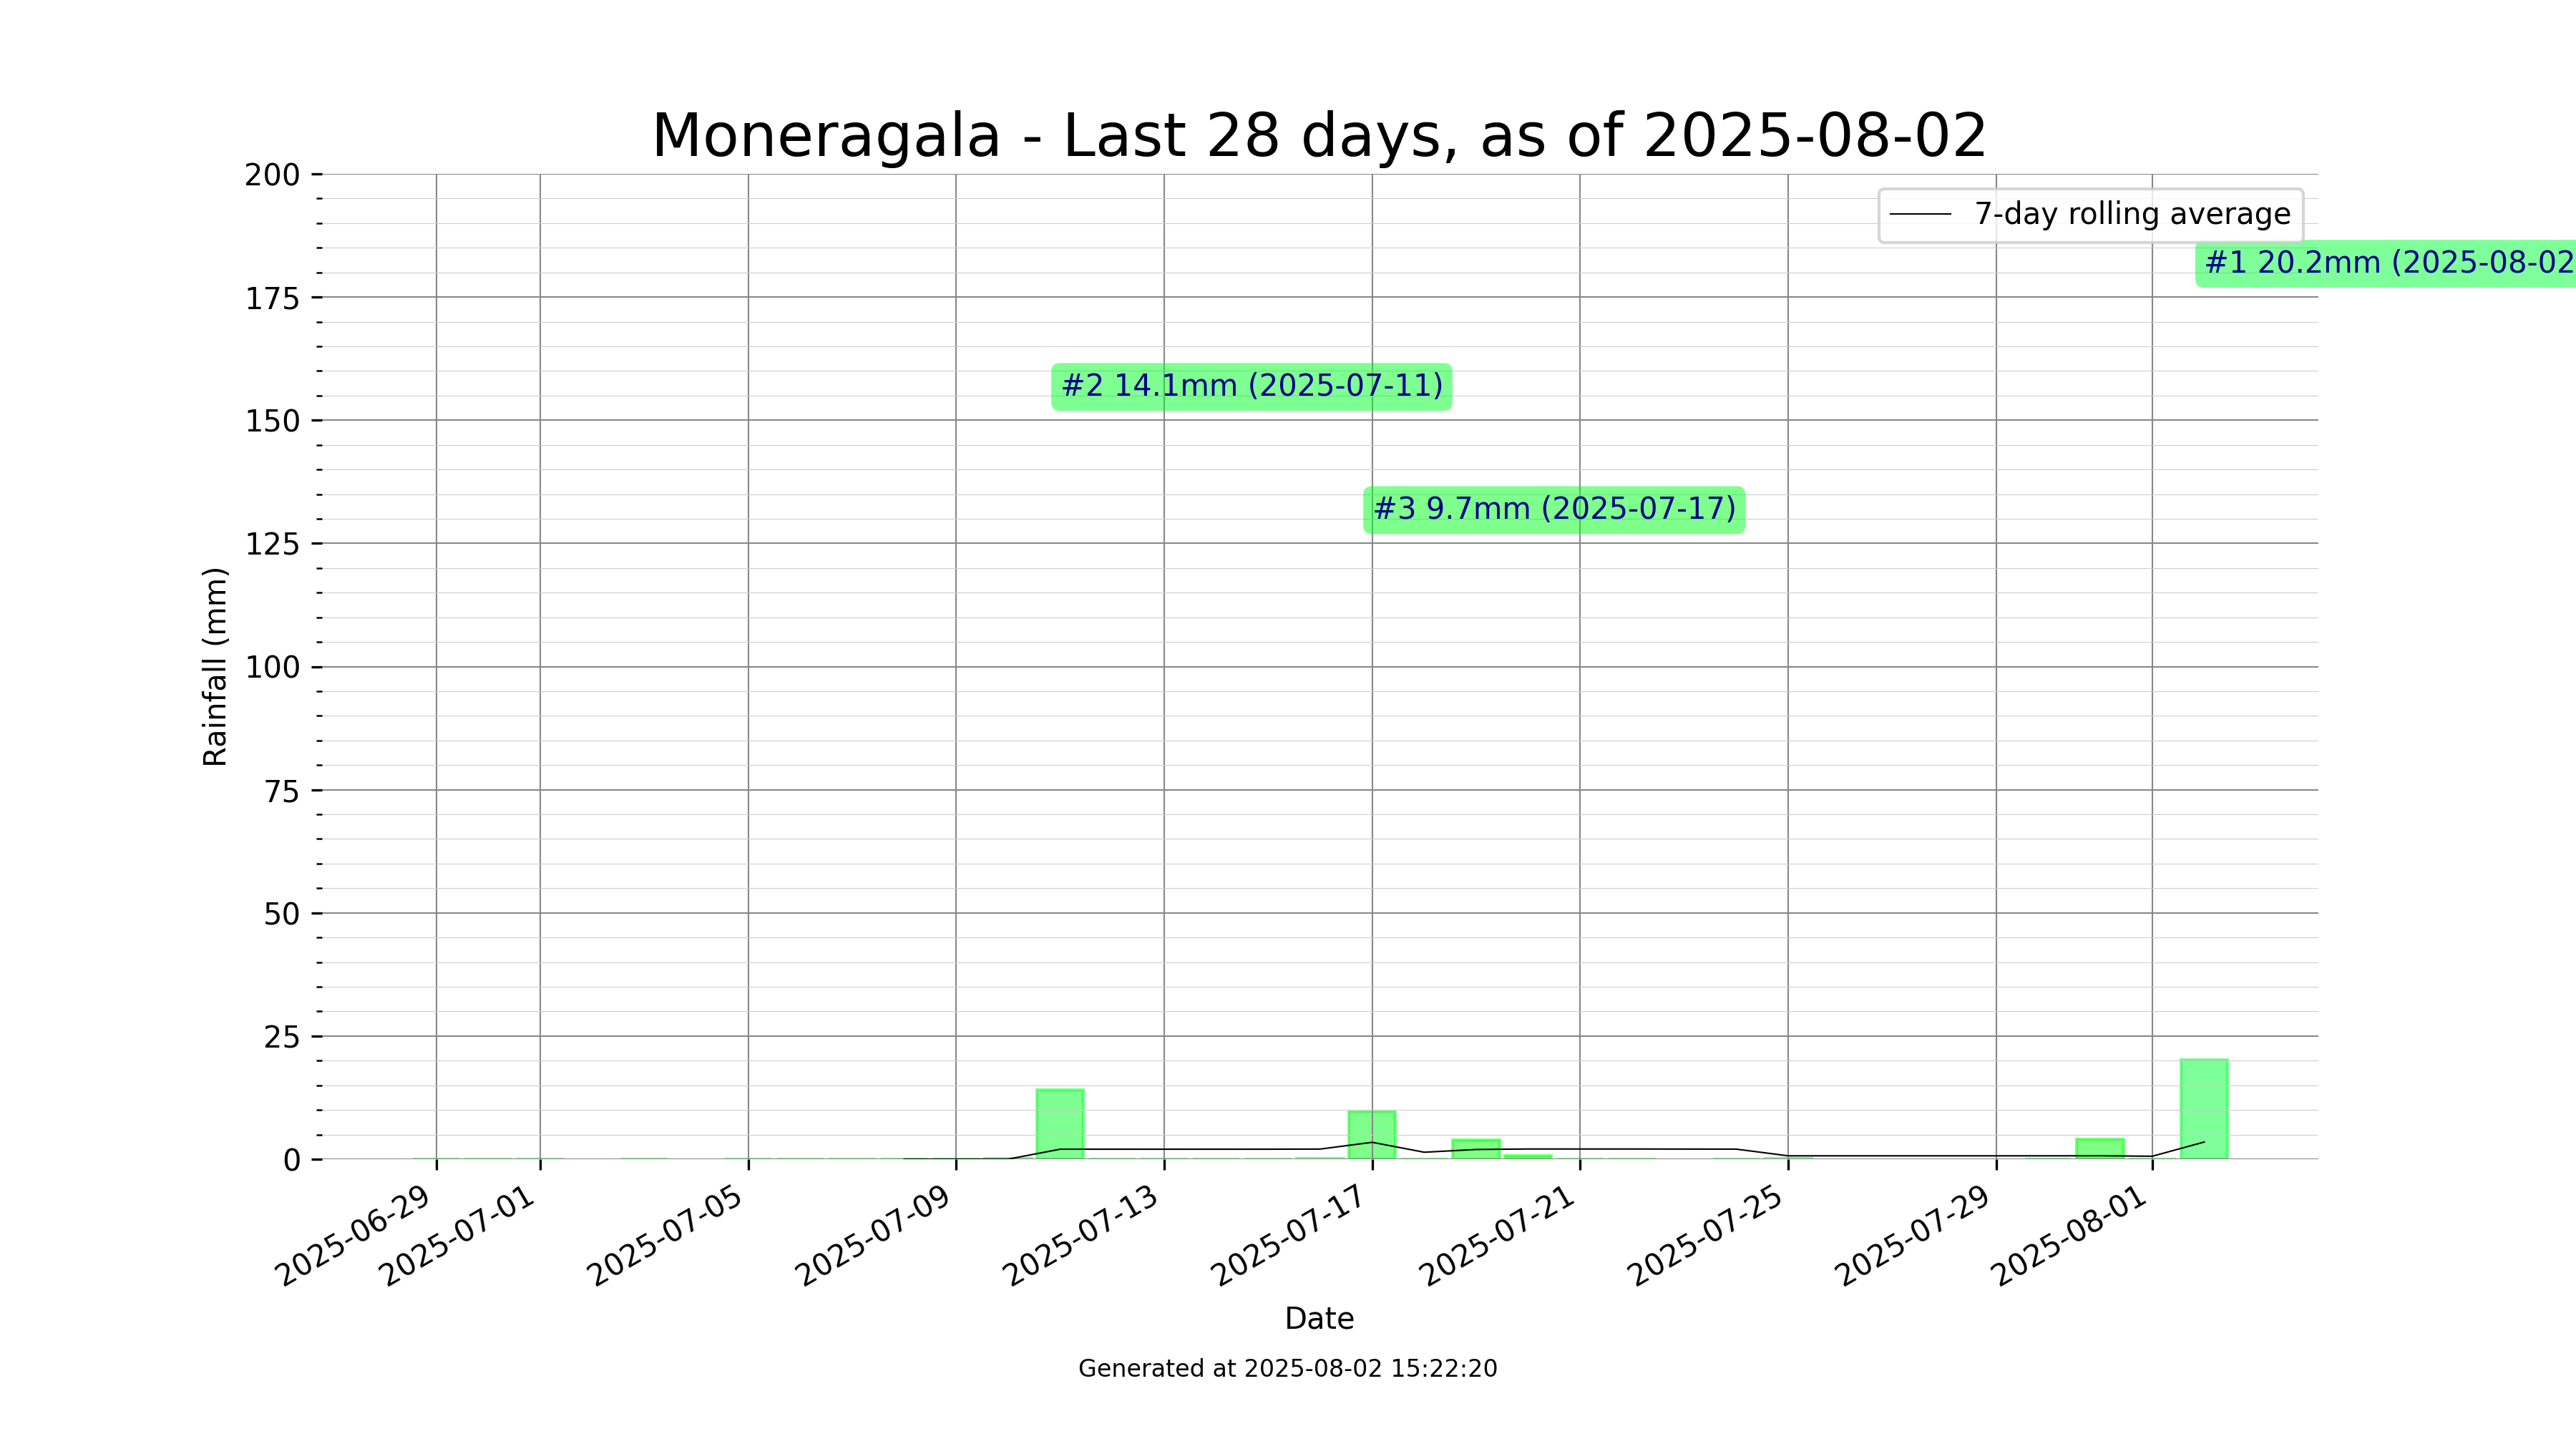 Moneragala - Last 28 days, as of 2025-08-02
200
175
150
125
100
75
50
25
0
Rainfall (mm)
7-day rolling average
#1 20.2mm (2025-08-02
#2 14.1mm (2025-07-11)
#3 9.7mm (2025-07-17)
2025-06-29
2025-07-01
2025-07-05
2025-07-09
2025-07-13
2025-07-17
2025-07-21
2025-07-25
2025-07-29
2025-08-01
Date
Generated at 2025-08-02 15:22:20